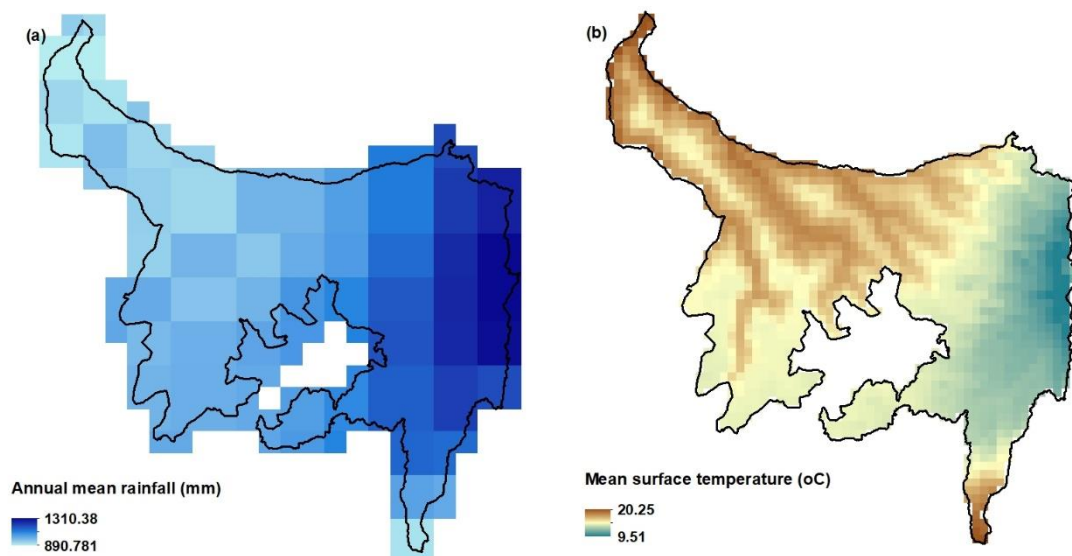 (a)
Annual mean rainfall (mm)
1310.38
890.781
(b)
Mean surface temperature (oC)
20.25
9.51